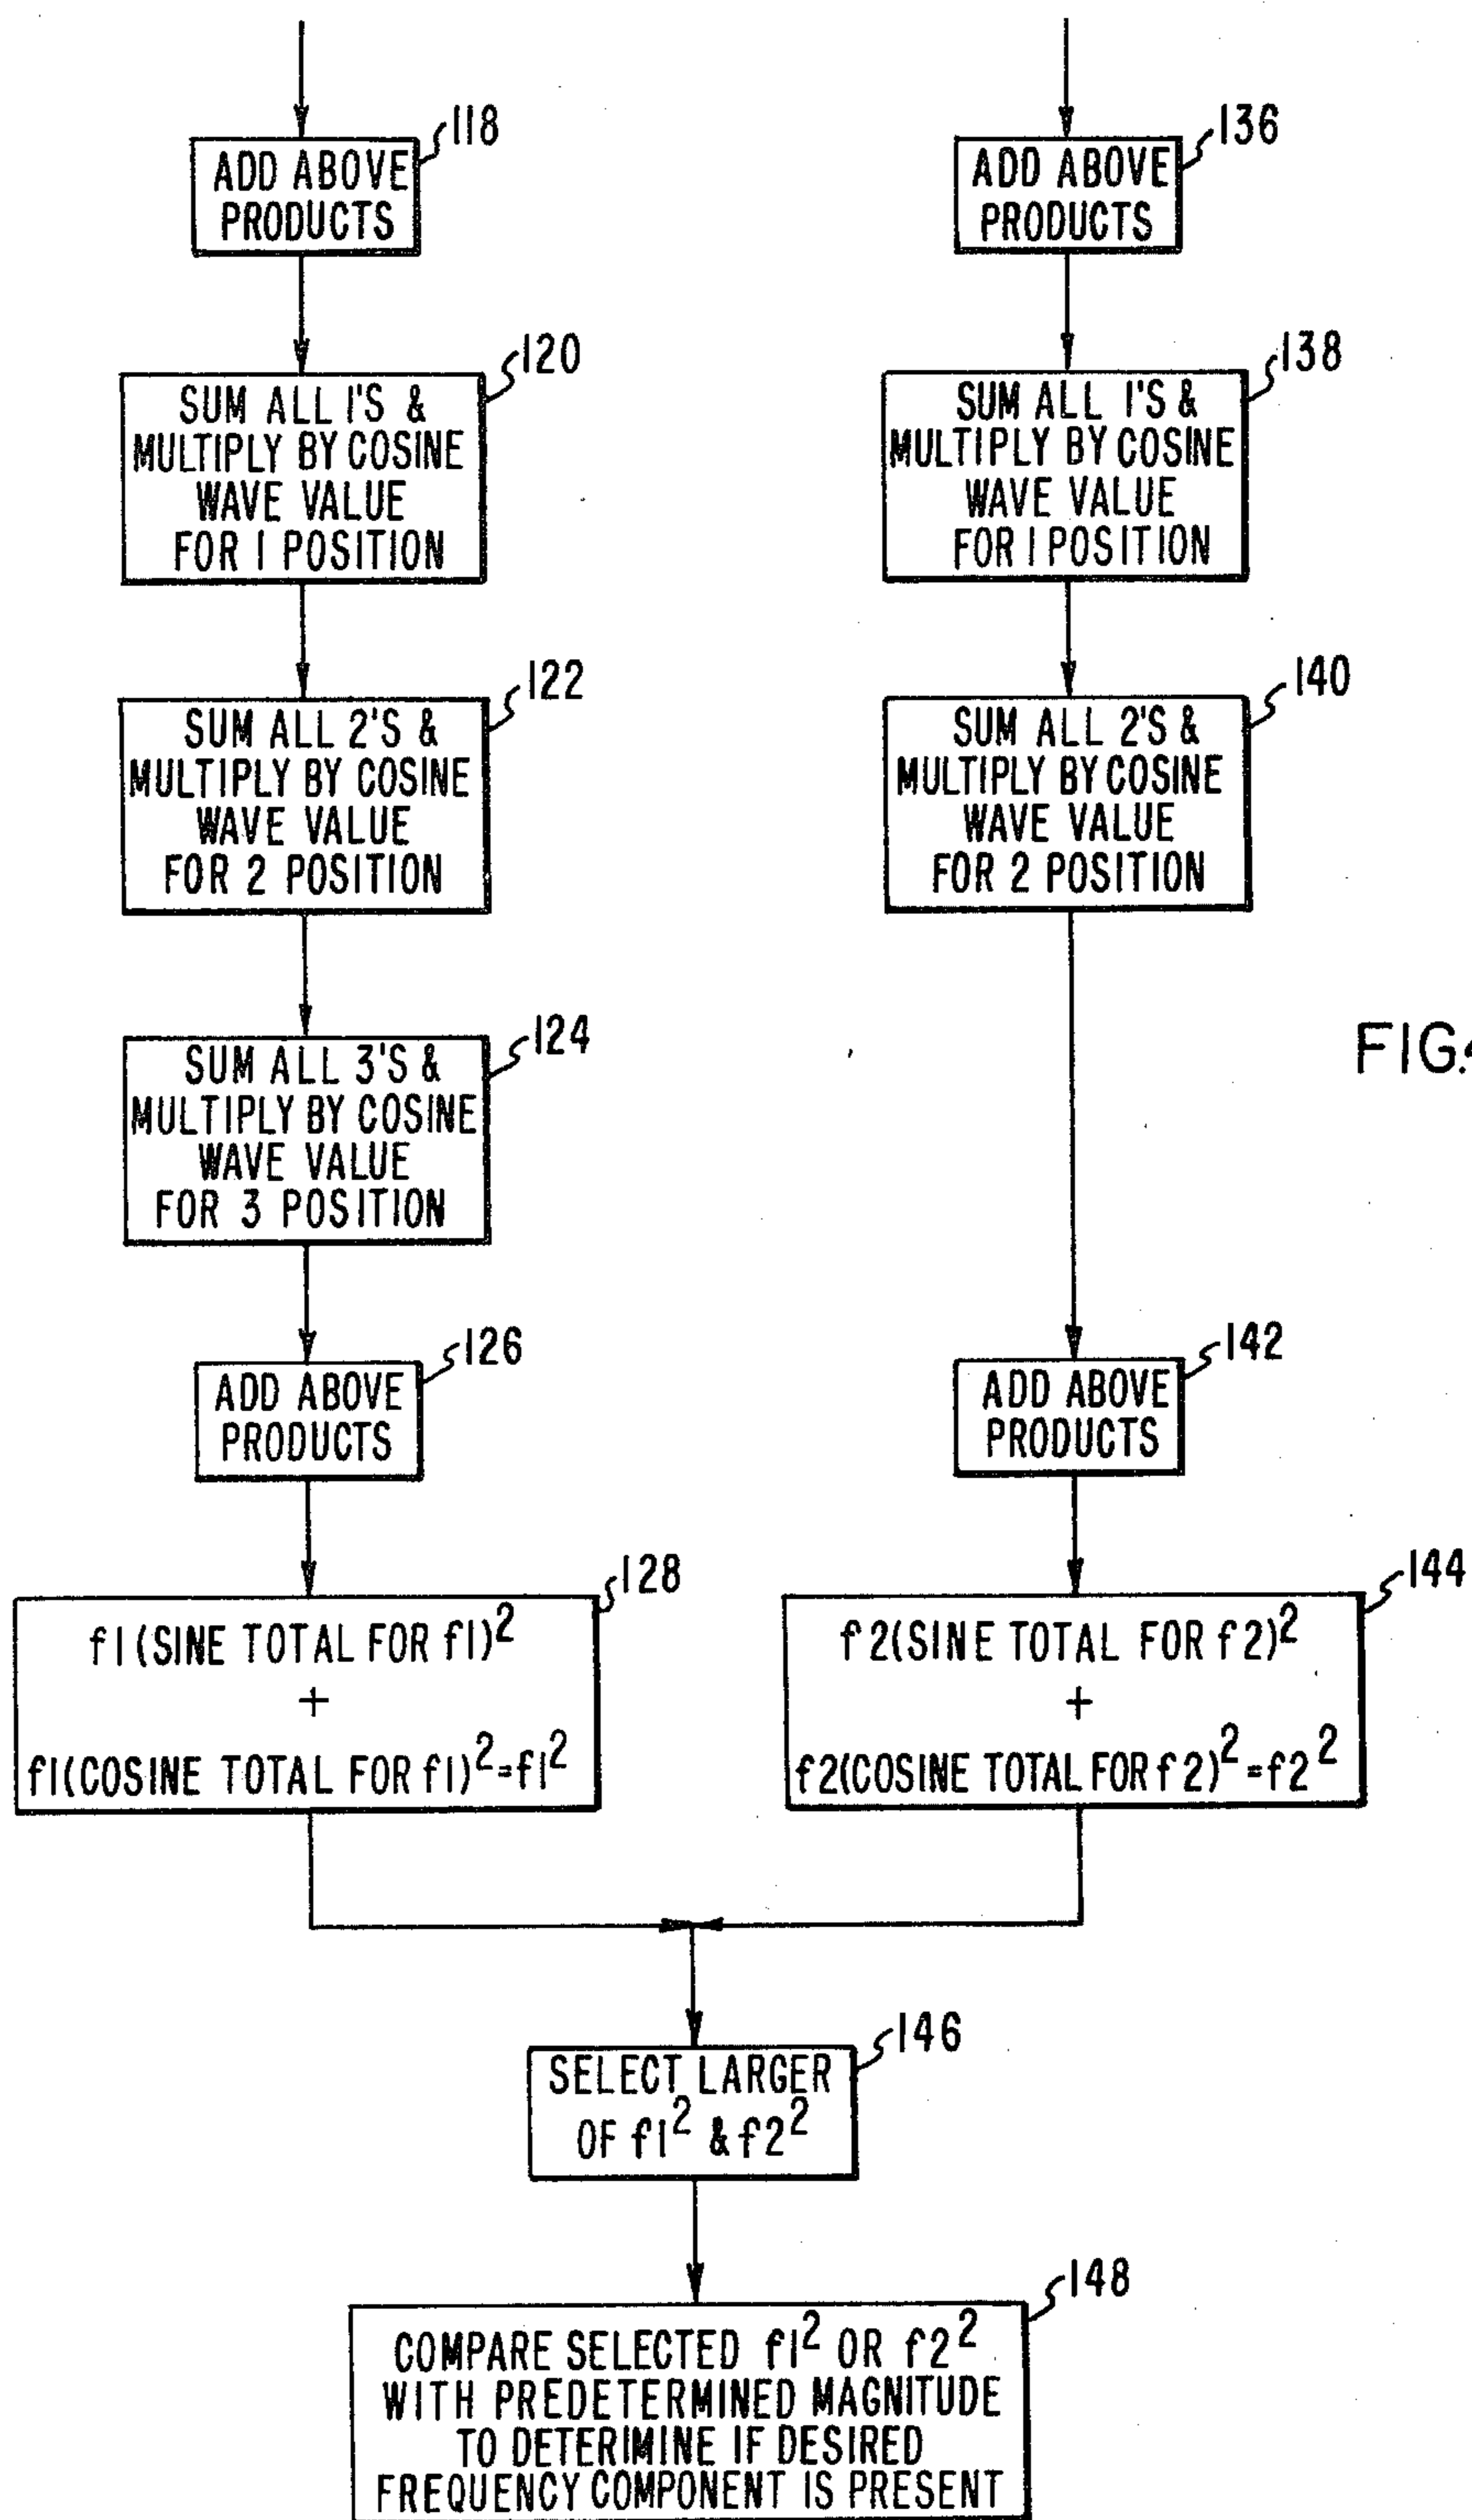 118
ADD ABOVE
PRODUCTS
120
SUM ALL 1'S &
MULTIPLY BY COSINE
WAVE VALUE
FOR 1 POSITION
122
SUM ALL 2'S &
MULTIPLY BY COSINE
WAVE VALUE
FOR 2 POSITION
124
SUM ALL 3'S &
MULTIPLY BY COSINE
WAVE VALUE
FOR 3 POSITION
126
ADD ABOVE
PRODUCTS
128
f1(SINE TOTAL FOR f1)²
+
f1(COSINE TOTAL FOR f1)²=f1²
136
ADD ABOVE
PRODUCTS
138
SUM ALL 1'S &
MULTIPLY BY COSINE
WAVE VALUE
FOR 1 POSITION
140
SUM ALL 2'S &
MULTIPLY BY COSINE
WAVE VALUE
FOR 2 POSITION
FIG.
142
ADD ABOVE
PRODUCTS
144
f2(SINE TOTAL FOR f2)²
+
f2(COSINE TOTAL FOR f2)²=f2²
146
SELECT LARGER
OF f1² & f2²
148
COMPARE SELECTED f1² OR f2²
WITH PREDETERMINED MAGNITUDE
TO DETERIMINE IF DESIRED
FREQUENCY COMPONENT IS PRESENT